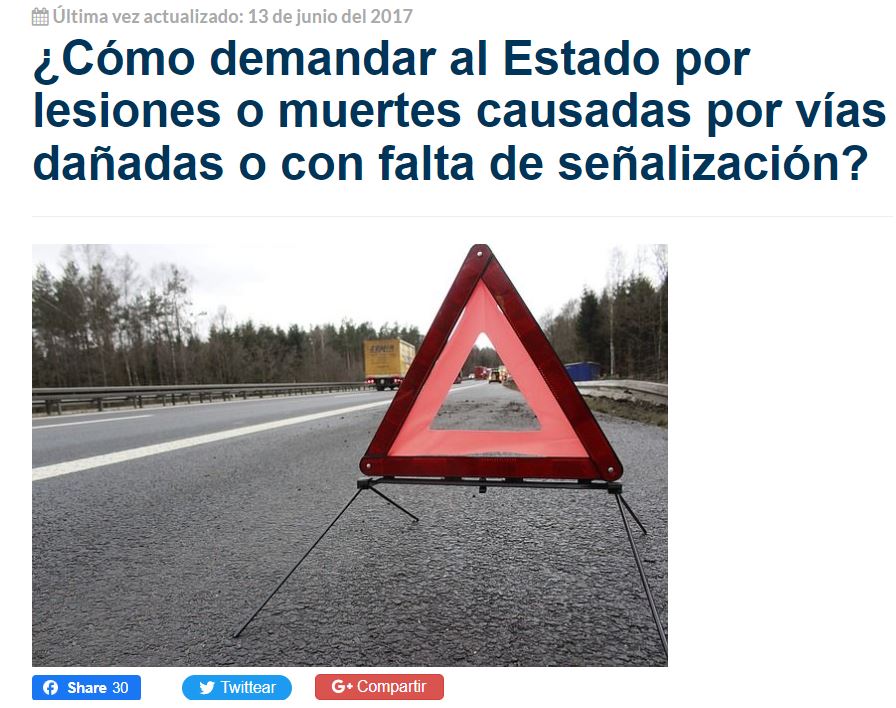 Última vez actualizado: 13 de junio del 2017
¿Cómo demandar al Estado por
lesiones o muertes causadas por vías
dañadas o con falta de señalización?
Share 30
Twittear
G+ Compartir